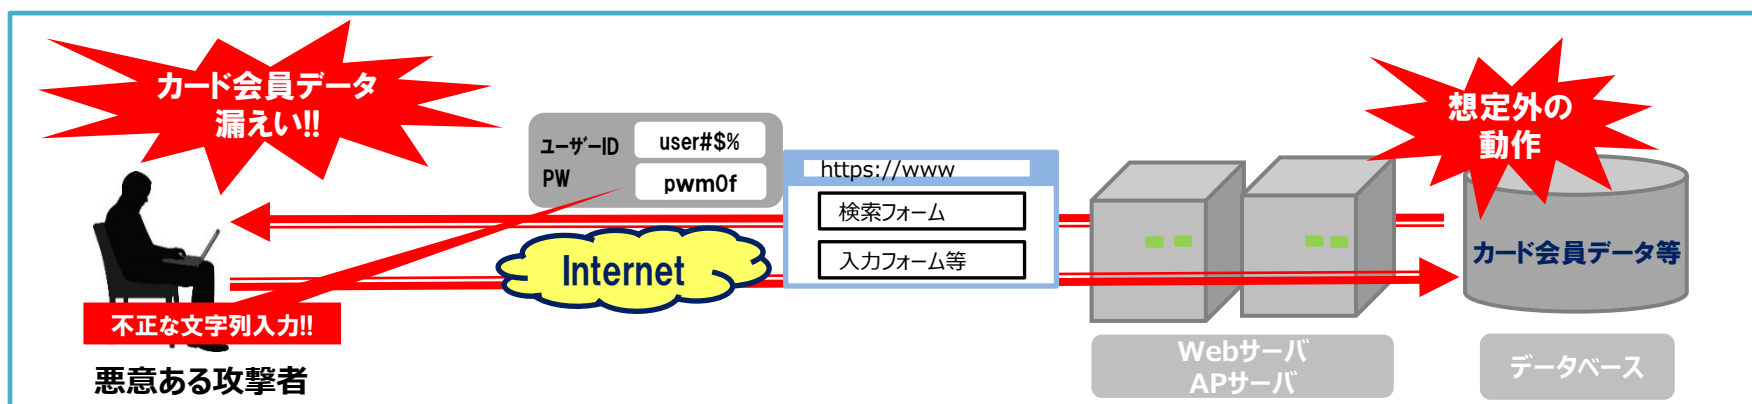 カード会員データ
漏えい!!
ユーザーID
user#$%
PW
pwm0f
https://www
検索フォーム
入力フォーム等
Internet
想定外の
動作
カード会員データ等
不正な文字列入力!!
悪意ある攻撃者
Webサーバ
APサーバ
データベース